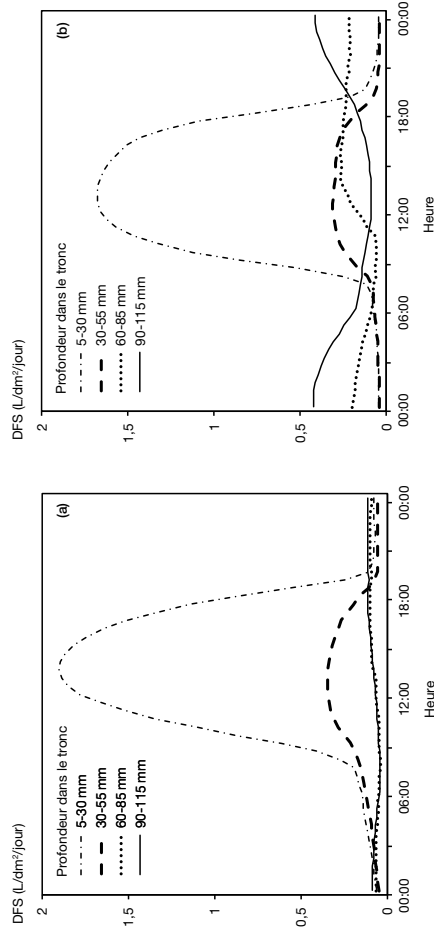 DFS (L/dm²/jour)
2
1,5
1
0,5
0
(a)
Profondeur dans le tronc
5-30 mm
30-55 mm
60-85 mm
90-115 mm
00:00
06:00
12:00
18:00
00:00
Heure
DFS (L/dm²/jour)
2
1,5
1
0,5
0
(b)
Profondeur dans le tronc
5-30 mm
30-55 mm
60-85 mm
90-115 mm
00:00
06:00
12:00
18:00
00:00
Heure